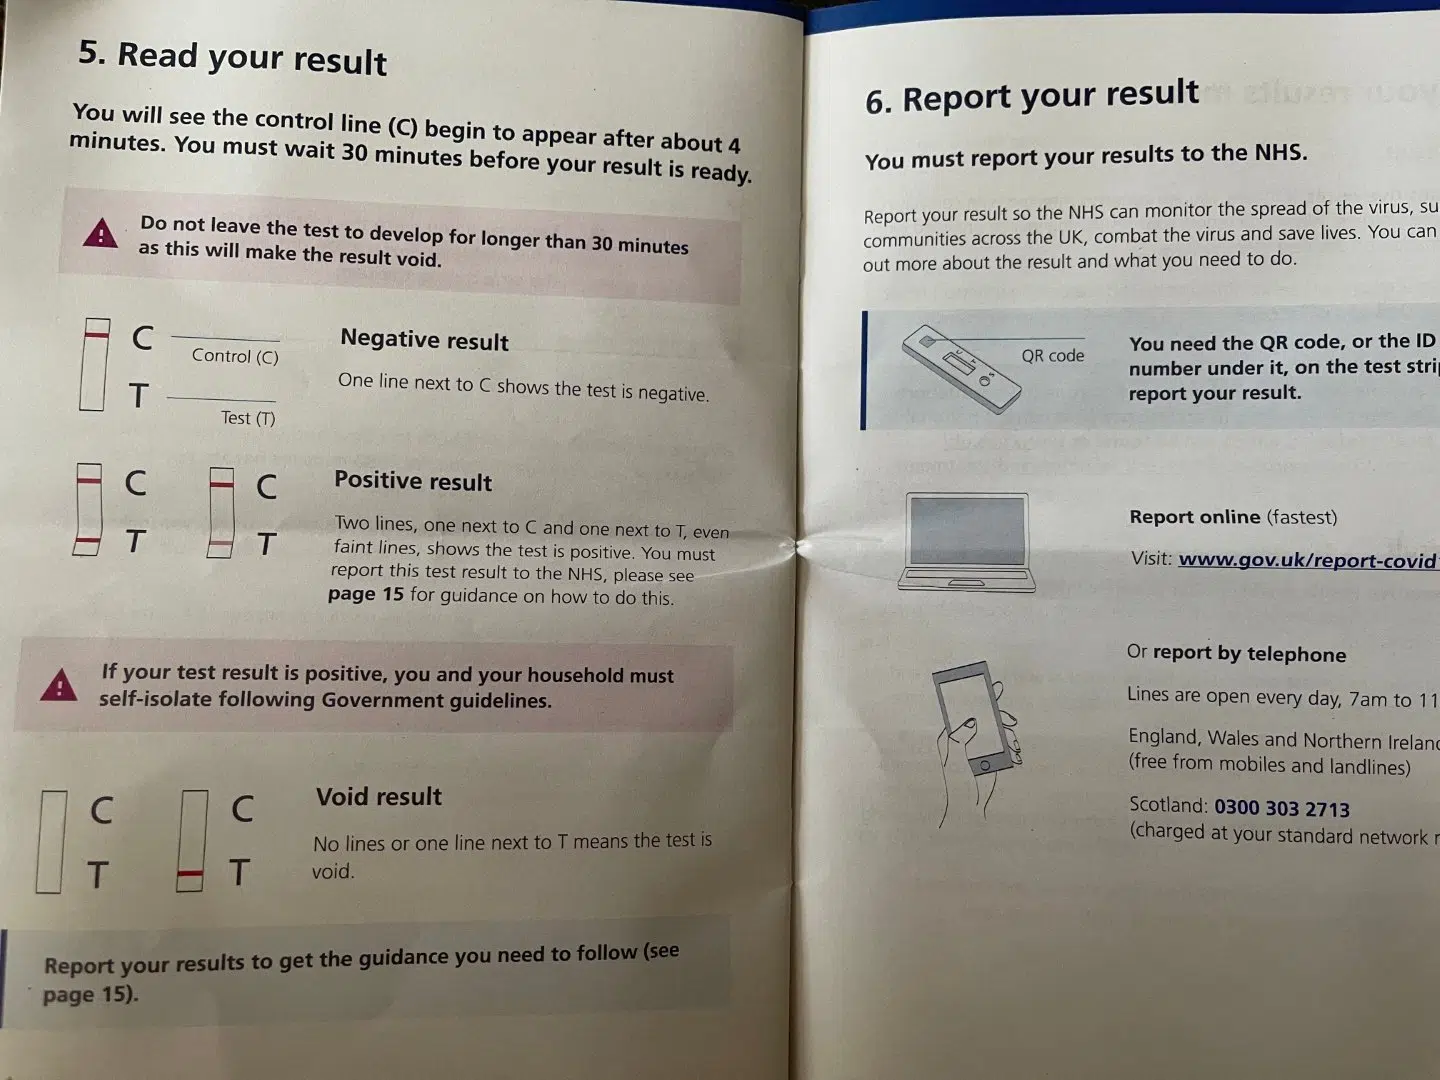 5. Read your result
You will see the control line (C) begin to appear after about 4
minutes. You must wait 30 minutes before your result is ready.
Do not leave the test to develop for longer than 30 minutes
as this will make the result void.
C
Control (C)
T
Test (T)
Negative result
One line next to C shows the test is negative.
C C
T T
Positive result
Two lines, one next to C and one next to T, even
faint lines, shows the test is positive. You must
report this test result to the NHS, please see
page 15 for guidance on how to do this.
If your test result is positive, you and your household must
self-isolate following Government guidelines.
C C
T T
Void result
No lines or one line next to T means the test is
void.
Report your results to get the guidance you need to follow (see
page 15).
6. Report your result
You must report your results to the NHS.
Report your result so the NHS can monitor the spread of the virus, su
communities across the UK, combat the virus and save lives. You can
out more about the result and what you need to do.
C T S
QR code
You need the QR code, or the ID
number under it, on the test stri
report your result.
Report online (fastest)
Visit: www.gov.uk/report-covid
Or report by telephone
Lines are open every day, 7am to 11
England, Wales and Northern Ireland
(free from mobiles and landlines)
Scotland: 0300 303 2713
(charged at your standard network r